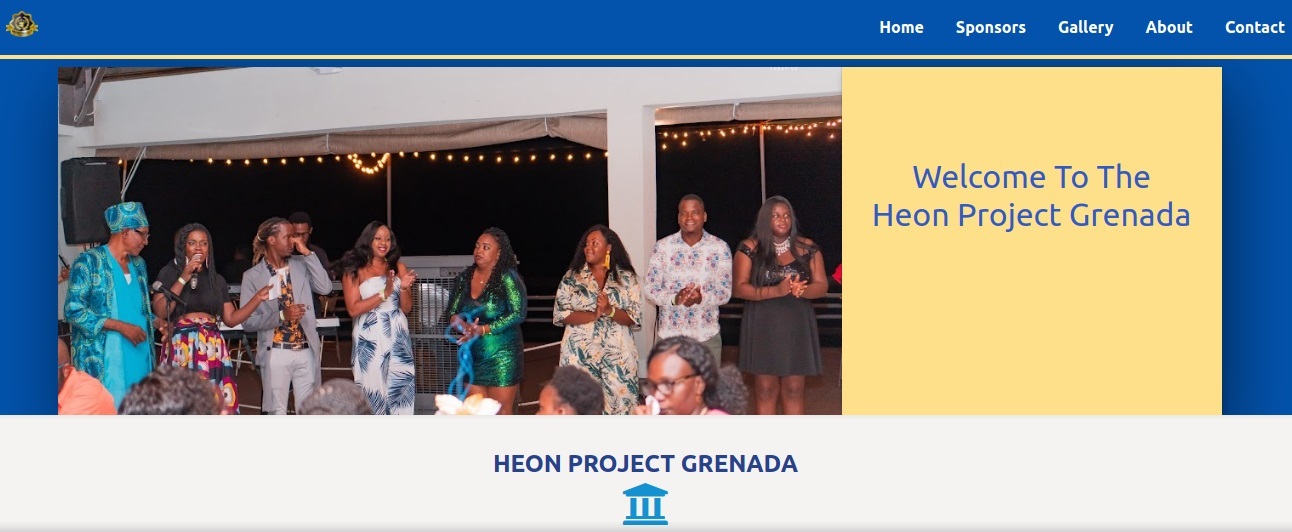 Home
Sponsors
Gallery
About
Contact
Welcome To The
Heon Project Grenada
HEON PROJECT GRENADA